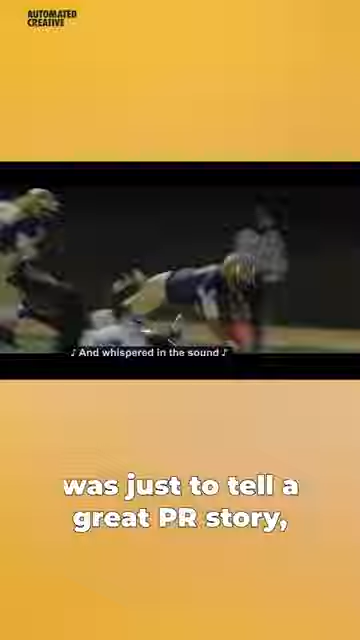 AUTOMATED
CREATIVE
♪ And whispered in the sound ♪
was just to tell a
great PR story,